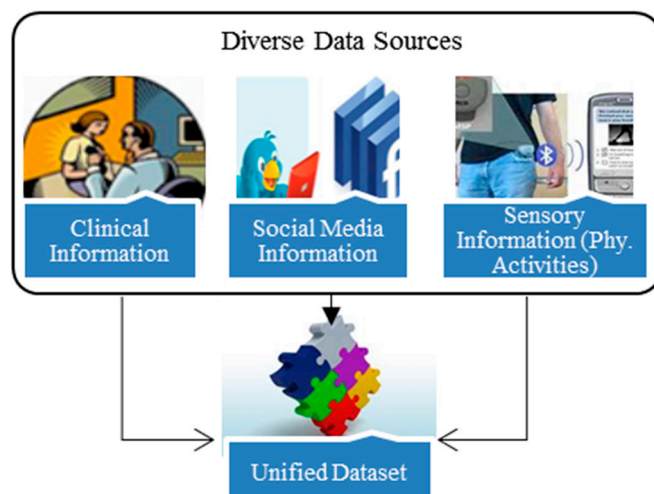 Diverse Data Sources
Clinical
Information
Social Media
Information
Sensory
Information (Phy.
Activities)
Unified Dataset